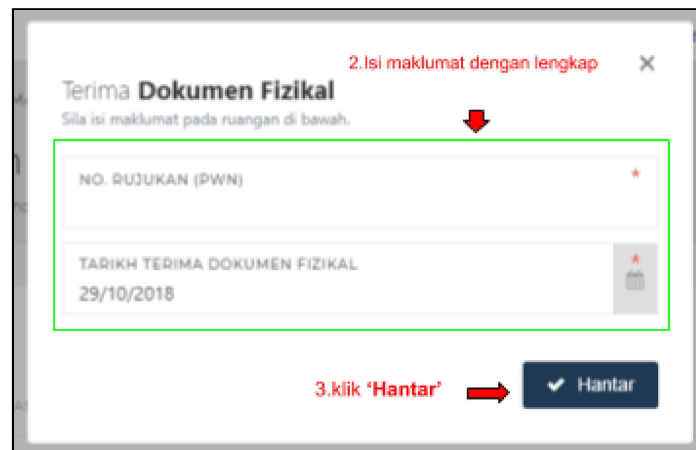 2.Isi maklumat dengan lengkap
Terima Dokumen Fizikal
Sila isi maklumat pada ruangan di bawah.
NO. RUJUKAN (PWN) *
TARIKH TERIMA DOKUMEN FIZIKAL *
29/10/2018
3.klik ‘Hantar’
Hantar